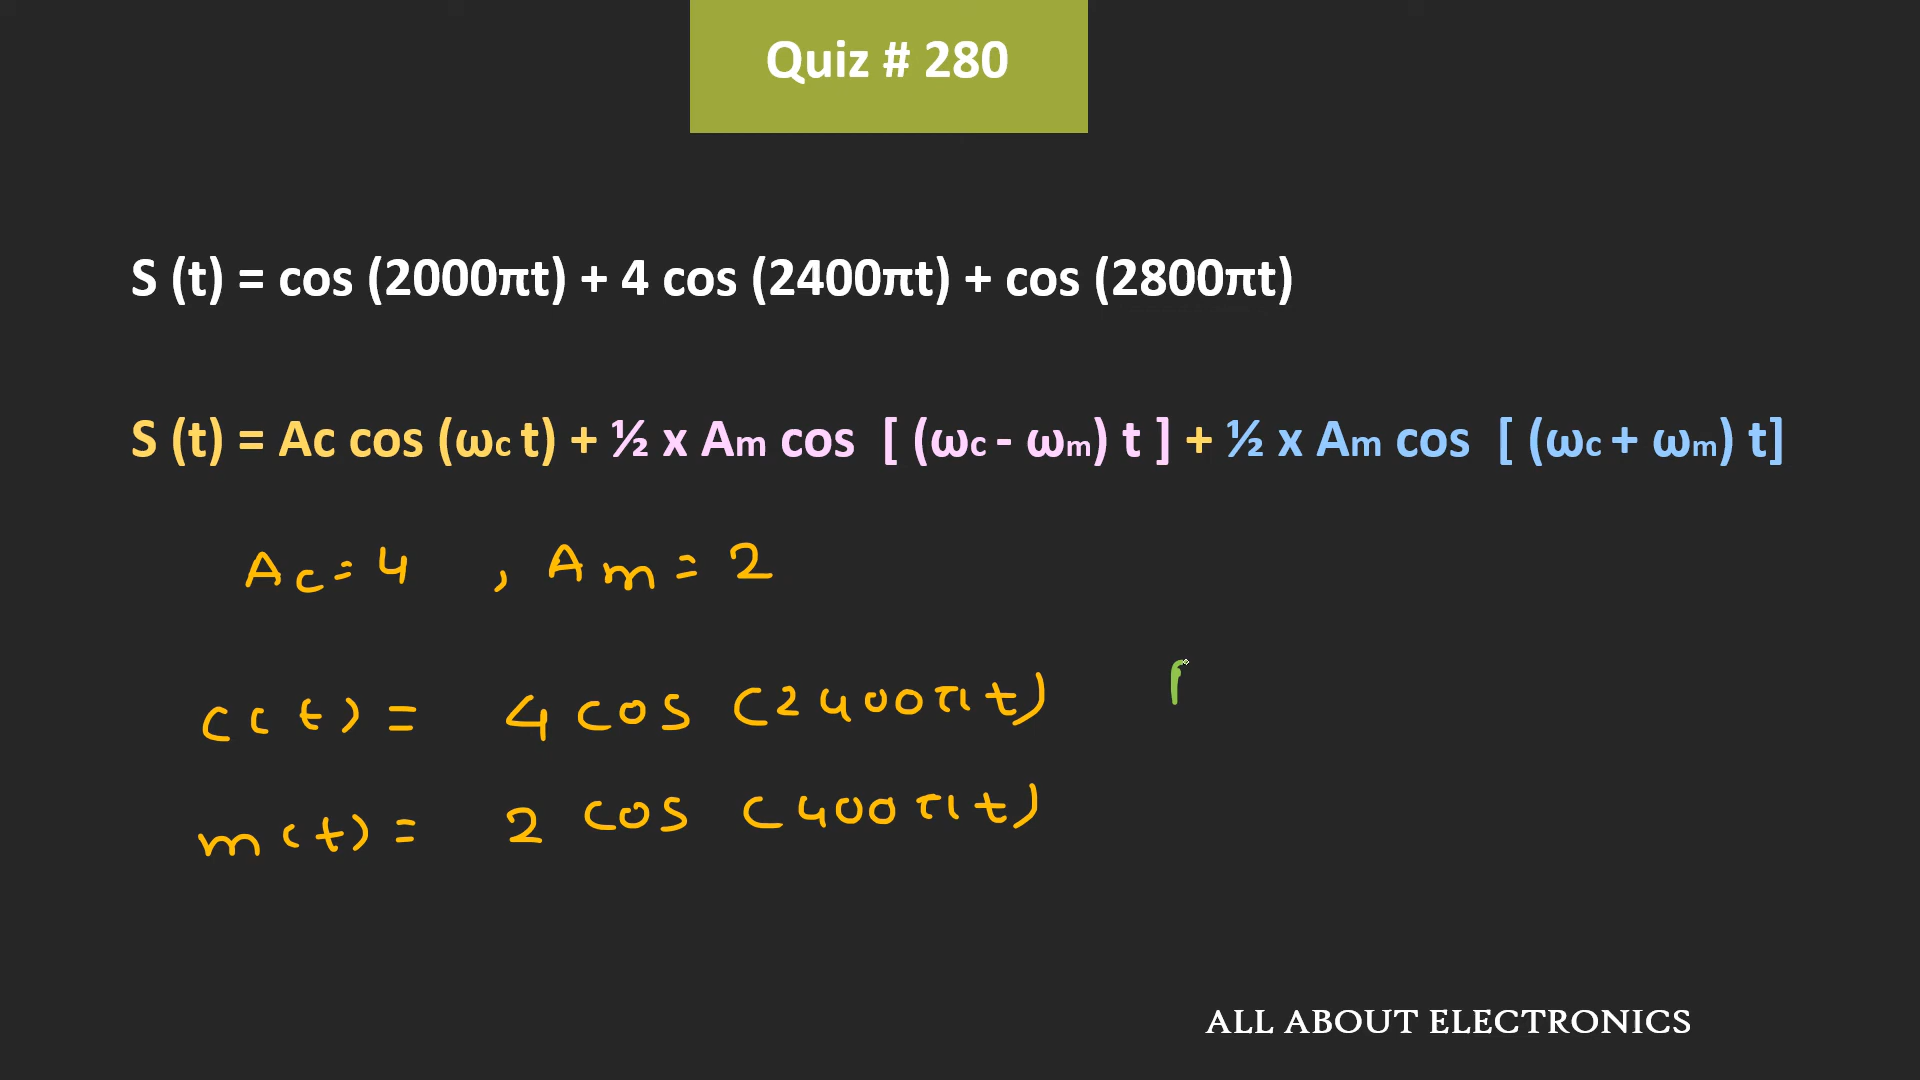 Quiz # 280
S (t) = cos (2000πt) + 4 cos (2400πt) + cos (2800πt)
S (t) = Ac cos (ωc t) + ½ x Am cos [ (ωc - ωm) t ] + ½ x Am cos [ (ωc + ωm) t]
Ac = 4 , Am = 2
c(t) = 4 cos (2400πt)
m(t) = 2 cos (400πt)
ALL ABOUT ELECTRONICS